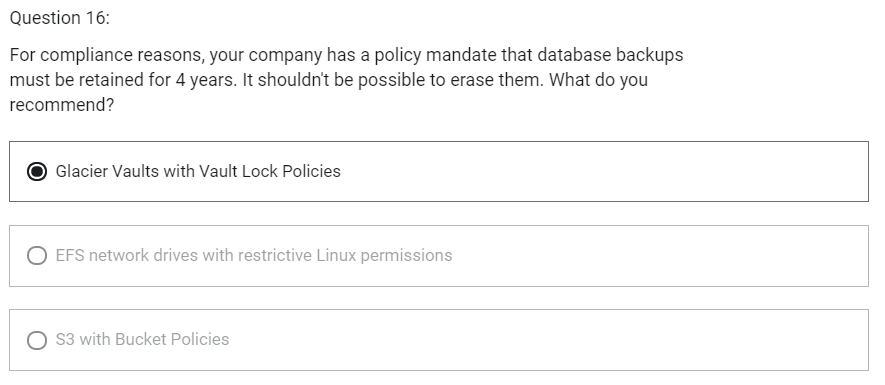 Question 16:
For compliance reasons, your company has a policy mandate that database backups
must be retained for 4 years. It shouldn't be possible to erase them. What do you
recommend?
Glacier Vaults with Vault Lock Policies
EFS network drives with restrictive Linux permissions
S3 with Bucket Policies